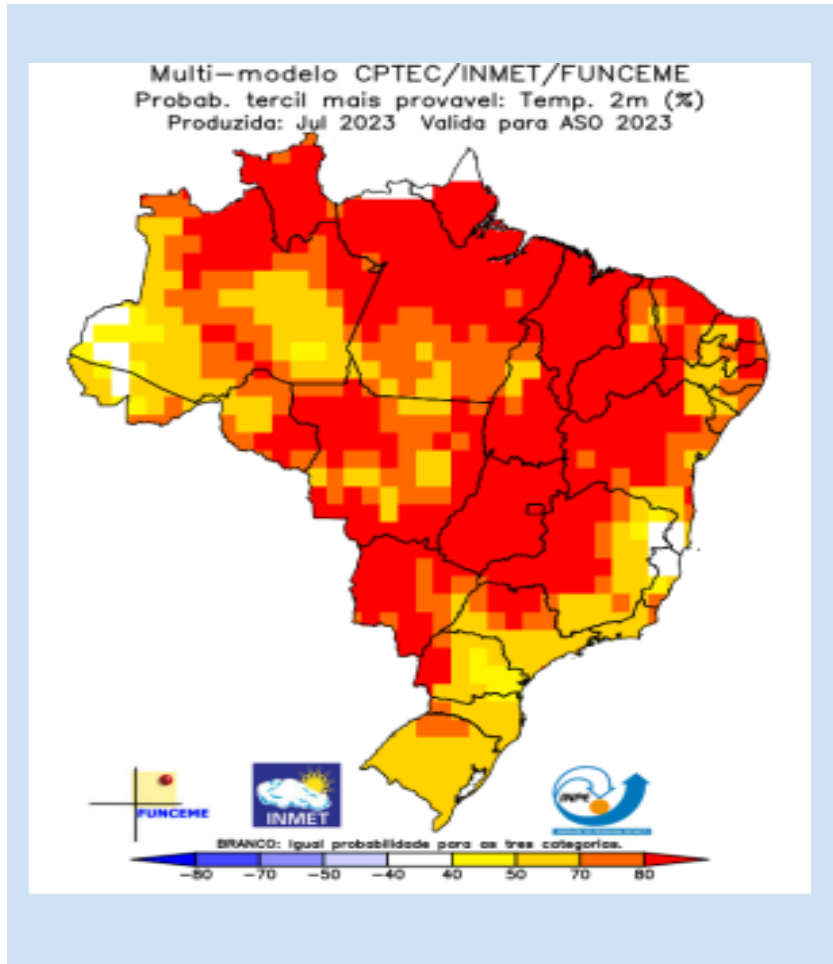 Multi-modelo CPTEC/INMET/FUNCEME
Probab. tercil mais provavel: Temp. 2m (%)
Produzida: Jul 2023 Valida para ASO 2023
FUNCEME
INMET
INPE
BRANCO: Igual probabilidade para as tres categorias.
-80 -70 -50 -40 40 50 70 80